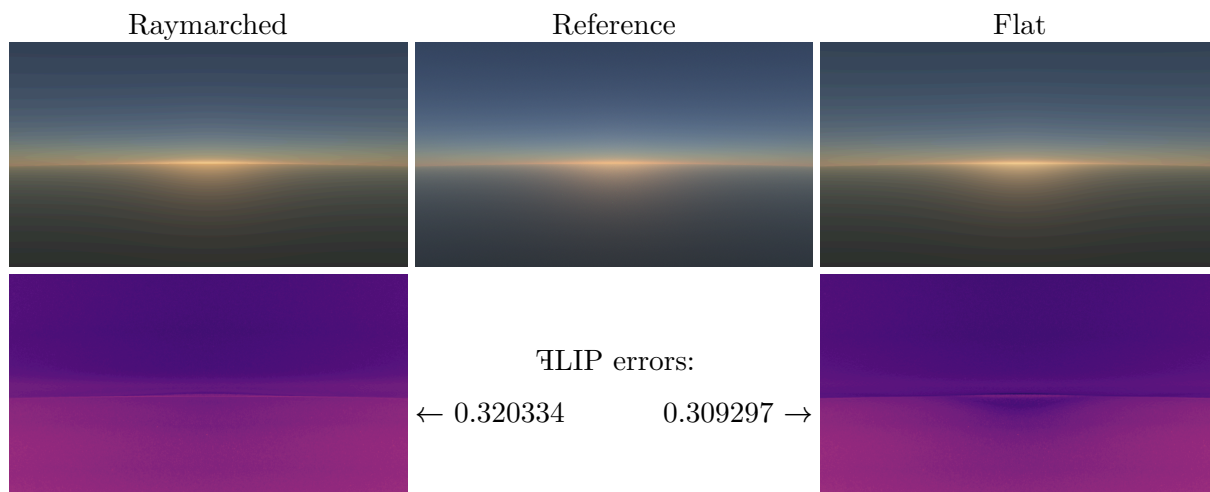 Raymarched Reference Flat
ꟻLIP errors:
← 0.320334 0.309297 →